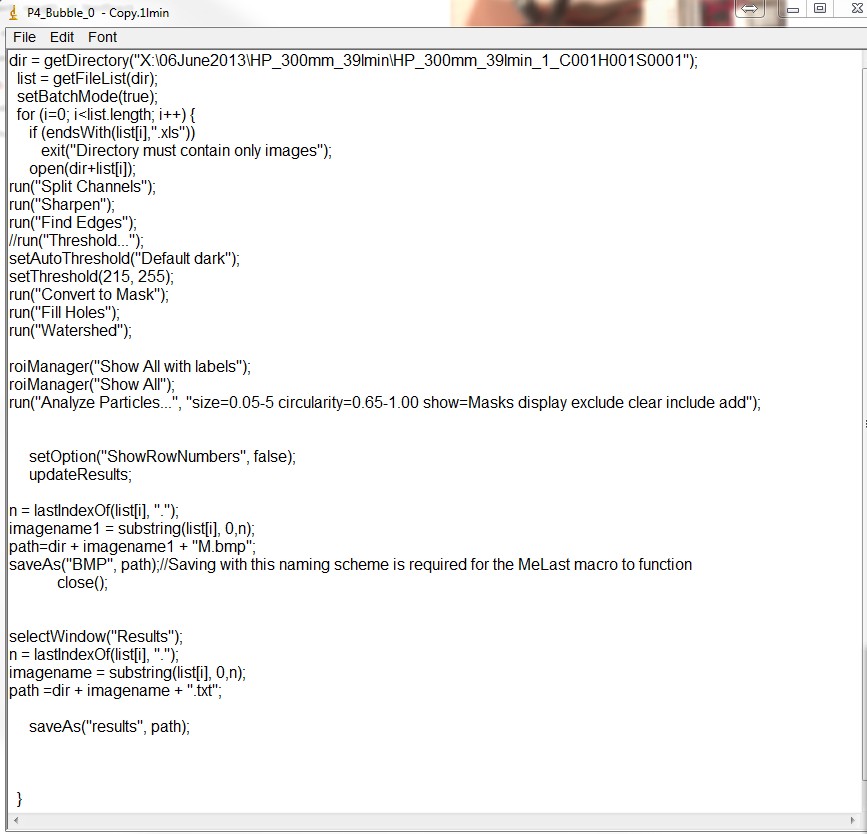 P4_Bubble_0 - Copy.1lmin
File Edit Font
dir = getDirectory("X:\06June2013\HP_300mm_39lmin\HP_300mm_39lmin_1_C001H001S0001");
list = getFileList(dir);
setBatchMode(true);
for (i=0; i<list.length; i++) {
if (endsWith(list[i],".xls"))
exit("Directory must contain only images");
open(dir+list[i]);
run("Split Channels");
run("Sharpen");
run("Find Edges");
//run("Threshold...");
setAutoThreshold("Default dark");
setThreshold(215, 255);
run("Convert to Mask");
run("Fill Holes");
run("Watershed");
roiManager("Show All with labels");
roiManager("Show All");
run("Analyze Particles...", "size=0.05-5 circularity=0.65-1.00 show=Masks display exclude clear include add");
setOption("ShowRowNumbers", false);
updateResults;
n = lastIndexOf(list[i], ".");
imagename1 = substring(list[i], 0,n);
path=dir + imagename1 + "M.bmp";
saveAs("BMP", path);//Saving with this naming scheme is required for the MeLast macro to function
close();
selectWindow("Results");
n = lastIndexOf(list[i], ".");
imagename = substring(list[i], 0,n);
path =dir + imagename + ".txt";
saveAs("results", path);
}